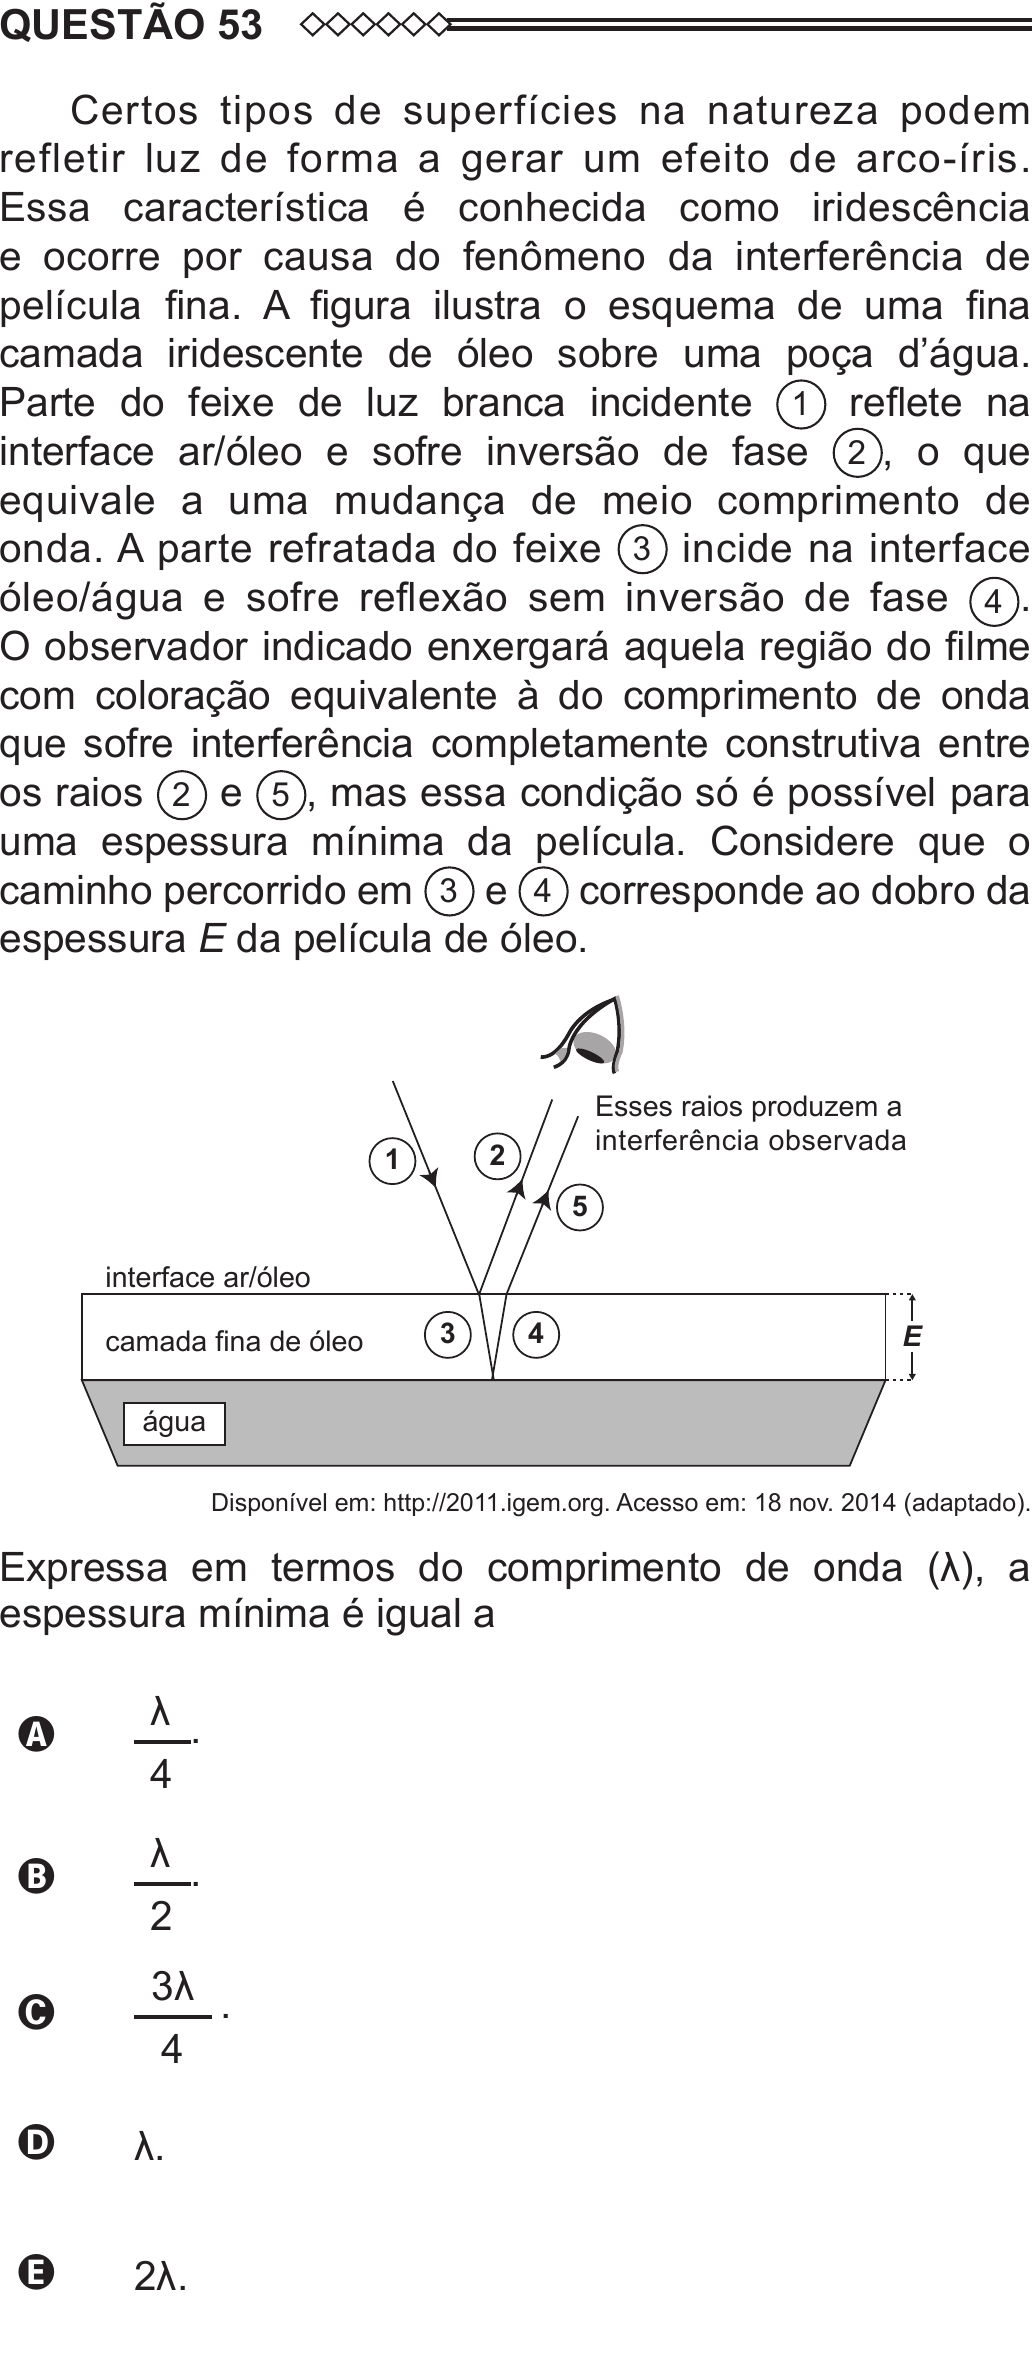 QUESTÃO 53
Certos tipos de superfícies na natureza podem
refletir luz de forma a gerar um efeito de arco-íris.
Essa característica é conhecida como iridescência
e ocorre por causa do fenômeno da interferência de
película fina. A figura ilustra o esquema de uma fina
camada iridescente de óleo sobre uma poça d’água.
Parte do feixe de luz branca incidente 1 reflete na
interface ar/óleo e sofre inversão de fase 2, o que
equivale a uma mudança de meio comprimento de
onda. A parte refratada do feixe 3 incide na interface
óleo/água e sofre reflexão sem inversão de fase 4.
O observador indicado enxergará aquela região do filme
com coloração equivalente à do comprimento de onda
que sofre interferência completamente construtiva entre
os raios 2 e 5, mas essa condição só é possível para
uma espessura mínima da película. Considere que o
caminho percorrido em 3 e 4 corresponde ao dobro da
espessura E da película de óleo.
Esses raios produzem a
interferência observada
1
2
5
interface ar/óleo
camada fina de óleo
3
4
E
água
Disponível em: http://2011.igem.org. Acesso em: 18 nov. 2014 (adaptado).
Expressa em termos do comprimento de onda (λ), a
espessura mínima é igual a
A λ/4.
B λ/2.
C 3λ/4.
D λ.
E 2λ.